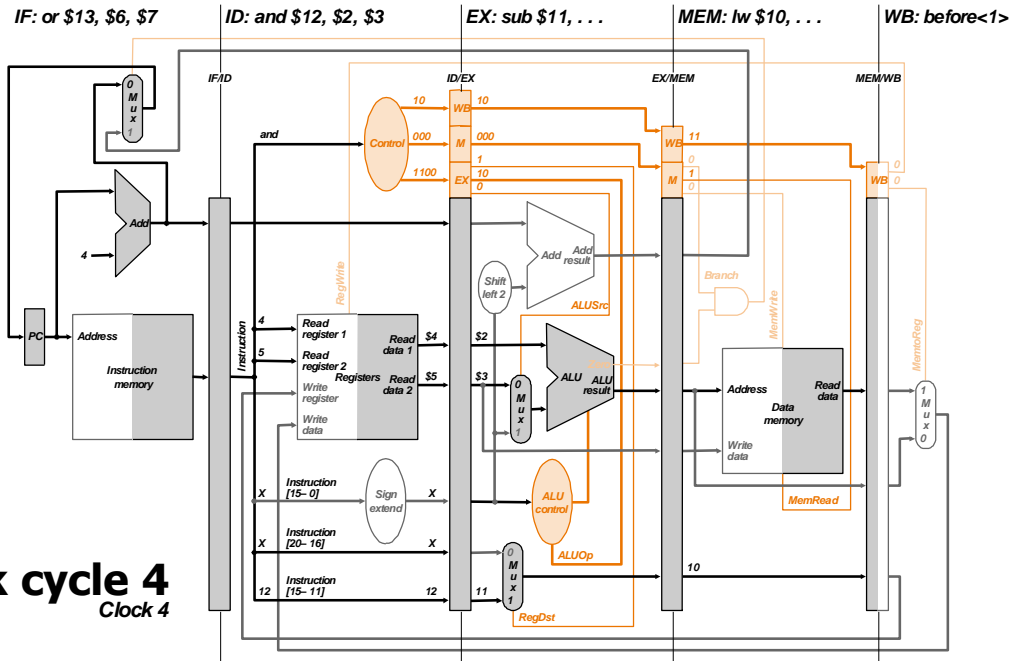 IF: or $13, $6, $7
ID: and $12, $2, $3
EX: sub $11, . . .
MEM: lw $10, . . .
WB: before<1>
IF/ID
ID/EX
EX/MEM
MEM/WB
0
M
u
x
1
and
Control
10
000
1100
WB
M
EX
10
000
1
10
0
WB
M
11
0
1
0
WB
0
0
Add
4
RegWrite
Shift
left 2
Add
Add
result
Branch
ALUSrc
MemWrite
MemtoReg
PC
Address
Instruction
memory
Instruction
4
5
Read
register 1
Read
register 2
Write
register
Write
data
Registers
Read
data 1
Read
data 2
$4
$5
$2
$3
0
M
u
x
1
ALU
ALU
result
Address
Write
data
Data
memory
Read
data
1
M
u
x
0
X
Instruction
[15– 0]
Sign
extend
X
ALU
control
MemRead
X
Instruction
[20– 16]
X
ALUOp
0
M
u
x
1
12
Instruction
[15– 11]
12
11
10
RegDst
k cycle 4
Clock 4